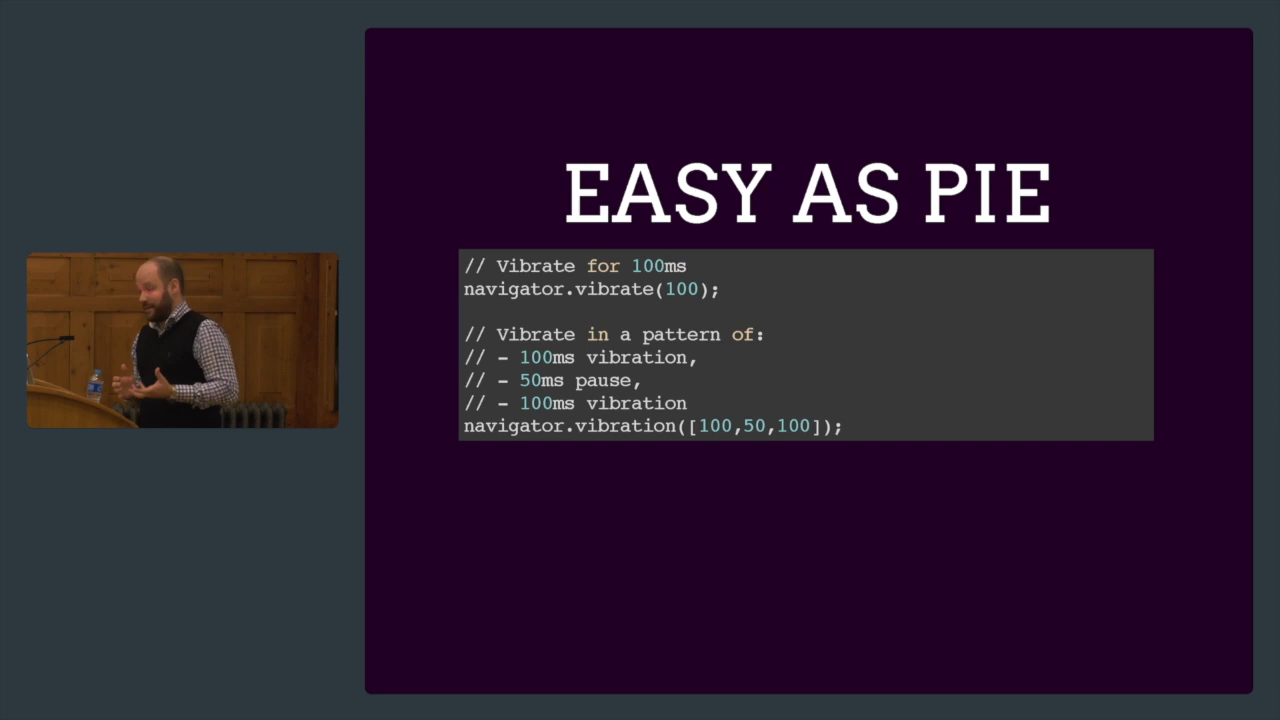 EASY AS PIE
// Vibrate for 100ms
navigator.vibrate(100);
// Vibrate in a pattern of:
// - 100ms vibration,
// - 50ms pause,
// - 100ms vibration
navigator.vibration([100,50,100]);